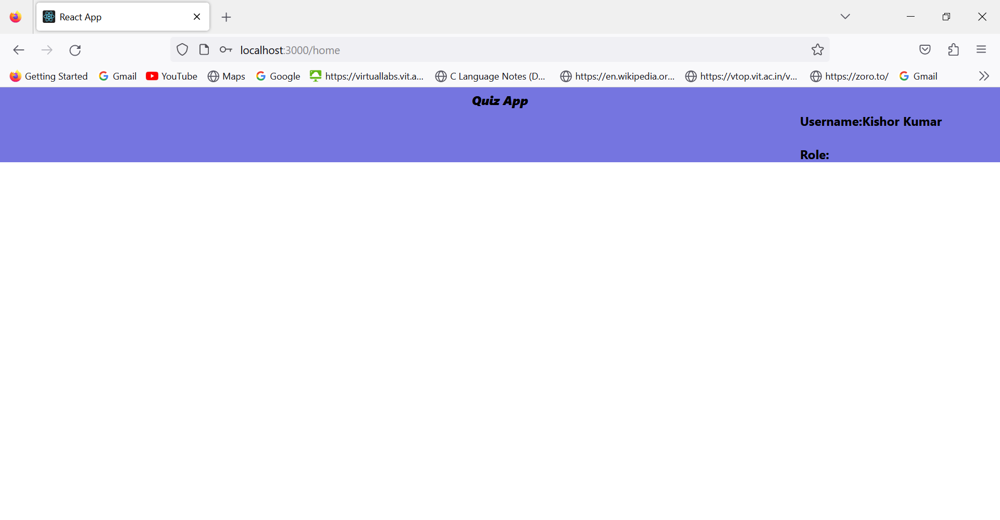 React App
localhost:3000/home
Getting Started Gmail YouTube Maps Google https://virtuallabs.vit.a... C Language Notes (D... https://en.wikipedia.or... https://vtop.vit.ac.in/v... https://zoro.to/ Gmail
Quiz App
Username:Kishor Kumar
Role: